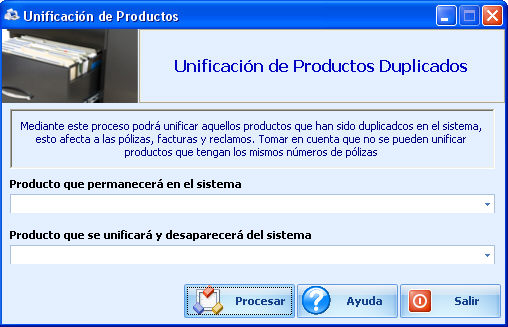 Unificación de Productos
Unificación de Productos Duplicados
Mediante este proceso podrá unificar aquellos productos que han sido duplicadcos en el sistema,
esto afecta a las pólizas, facturas y reclamos. Tomar en cuenta que no se pueden unificar
productos que tengan los mismos números de pólizas
Producto que permanecerá en el sistema
Producto que se unificará y desaparecerá del sistema
Procesar
Ayuda
Salir